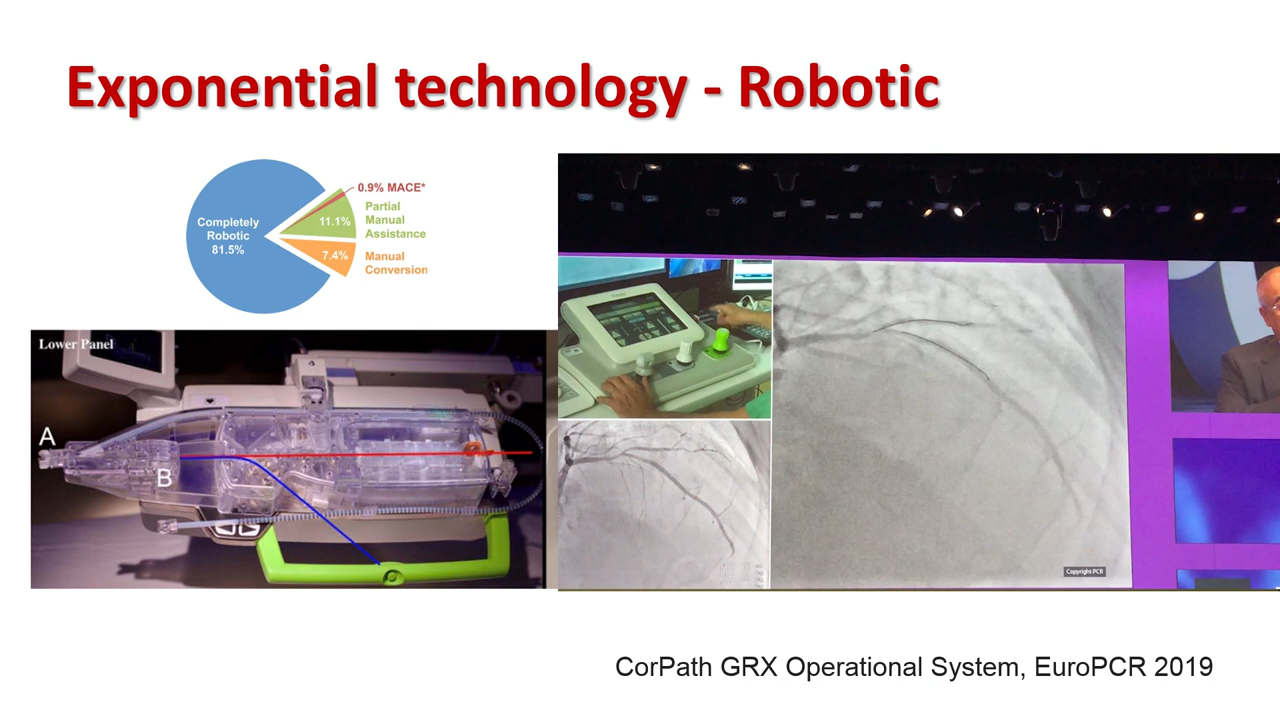 Exponential technology - Robotic
0.9% MACE*
Partial
Manual
Assistance
11.1%
Completely
Robotic
81.5%
7.4%
Manual
Conversion
Lower Panel
A
B
Copyright PCR
CorPath GRX Operational System, EuroPCR 2019